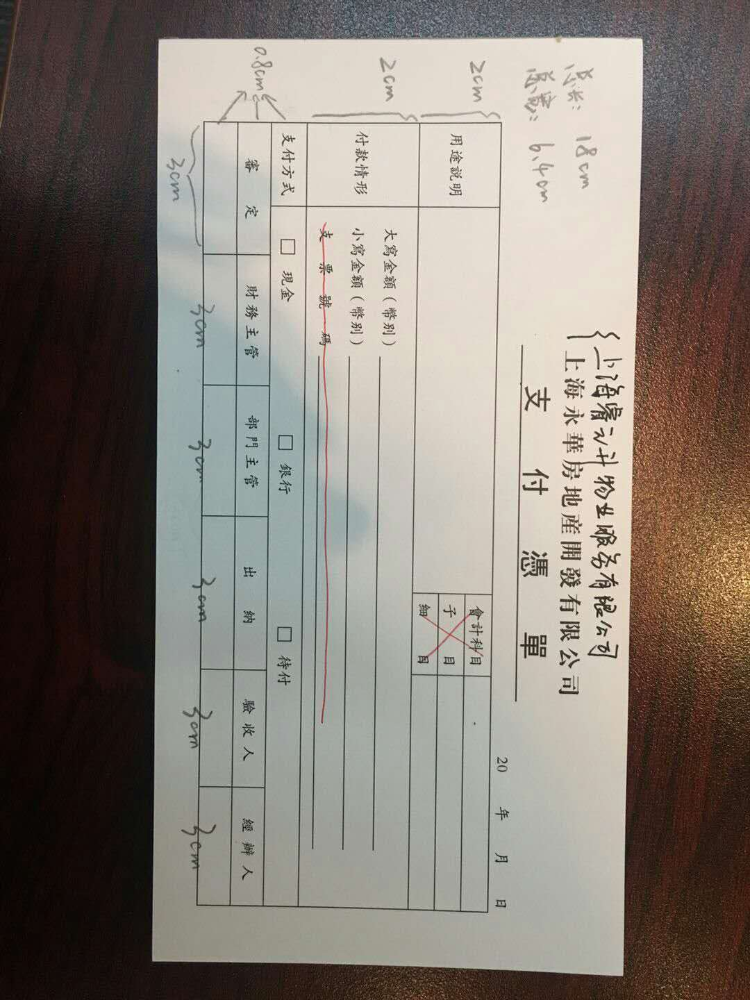 总长: 18cm
总宽: 6.4cm
上海睿之升物业服务有限公司
上海永華房地產開發有限公司
支付憑單
20 年 月 日
2cm
用途説明
會計科目
子目
細目
2cm
付款情形
大寫金額（幣別）
小寫金額（幣別）
支票號碼
0.8cm
支付方式
□ 現金 □ 銀行 □ 待付
審定 財務主管 部門主管 出納 驗收人 經辦人
3cm 3cm 3cm 3cm 3cm 3cm